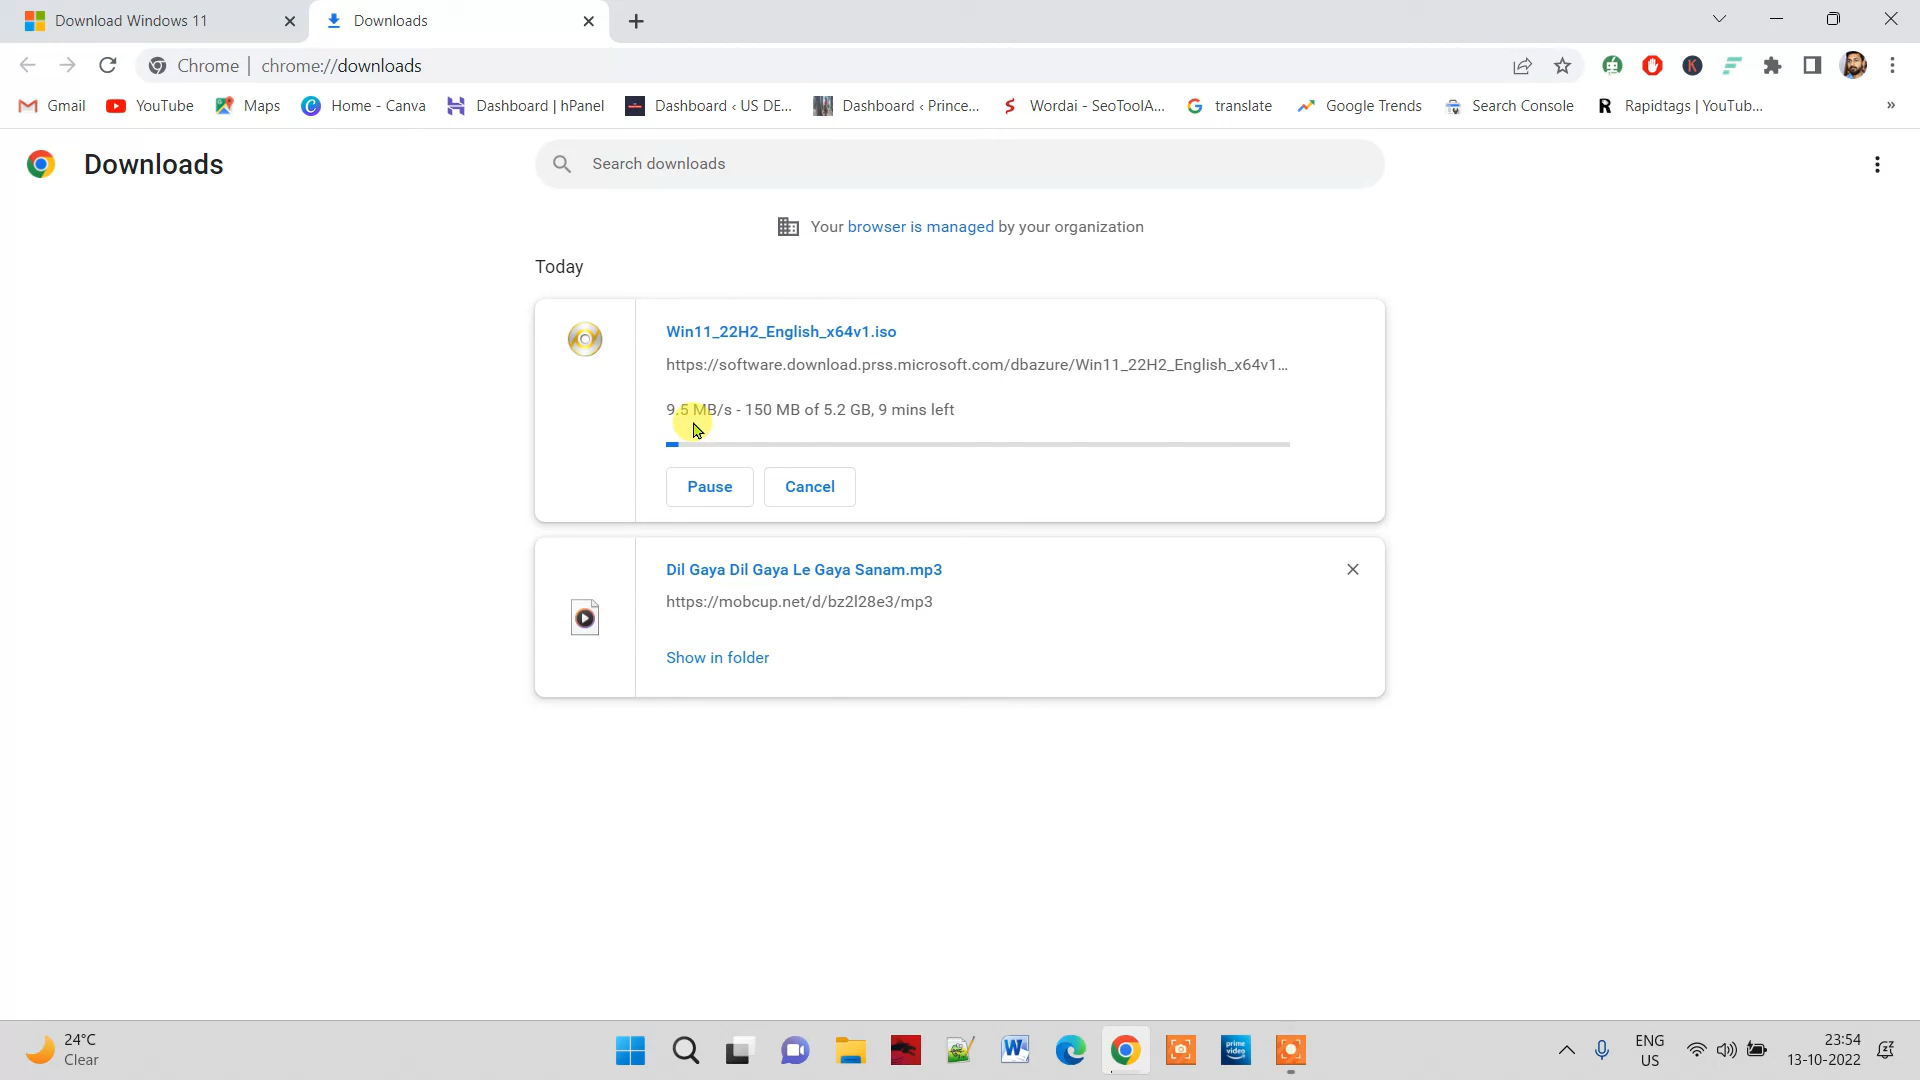 Download Windows 11
Downloads
Chrome | chrome://downloads
Gmail YouTube Maps Home - Canva Dashboard | hPanel Dashboard ‹ US DE... Dashboard ‹ Prince... Wordai - SeoToolA... translate Google Trends Search Console Rapidtags | YouTub... »
Downloads
Search downloads
Your browser is managed by your organization
Today
Win11_22H2_English_x64v1.iso
https://software.download.prss.microsoft.com/dbazure/Win11_22H2_English_x64v1...
9.5 MB/s - 150 MB of 5.2 GB, 9 mins left
Pause Cancel
Dil Gaya Dil Gaya Le Gaya Sanam.mp3
https://mobcup.net/d/bz2l28e3/mp3
Show in folder
24°C
Clear
prime video
ENG
US
23:54
13-10-2022